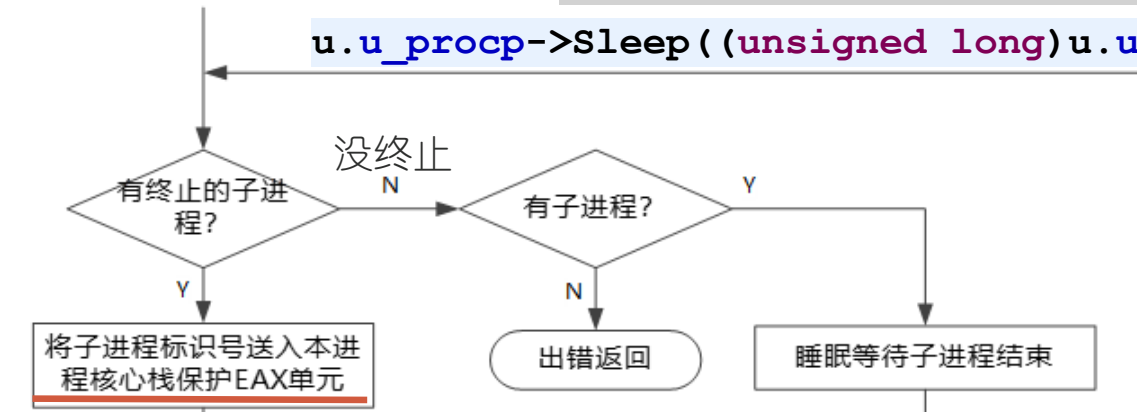 u.u_procp->Sleep((unsigned long)u.u
没终止
有终止的子进
程?
N
有子进程?
Y
Y
N
将子进程标识号送入本进
程核心栈保护EAX单元
出错返回
睡眠等待子进程结束